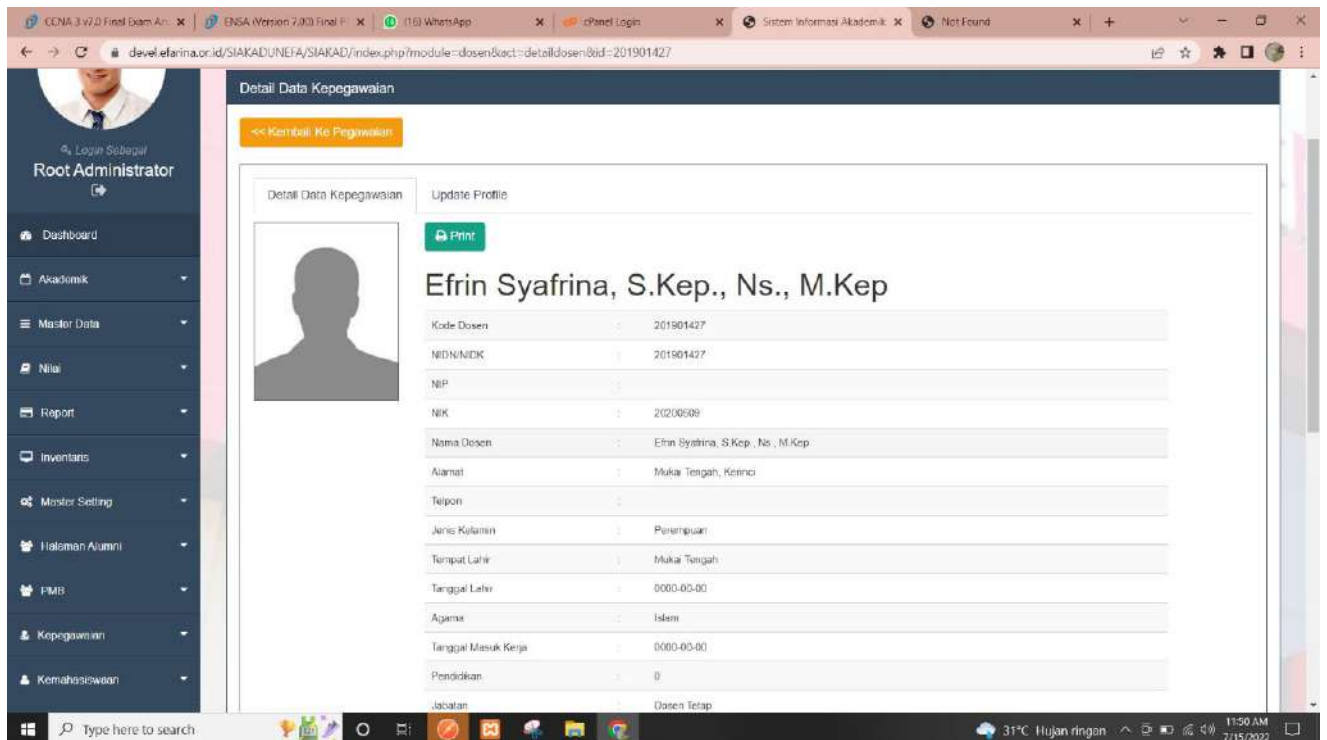 CCNA 3 v7.0 Final Exam An
ENSA (Version 7.00) Final
(16) WhatsApp
cPanel Login
Sistem Informasi Akademik
Not Found
devel.efarina.or.id/SIAKADUNEFA/SIAKAD/index.php?module=dosen&act=detaildosen&id=201901427
Login Sebagai
Root Administrator
Dashboard
Akademik
Master Data
Nilai
Report
Inventaris
Master Setting
Halaman Alumni
PMB
Kepegawaian
Kemahasiswaan
Detail Data Kepegawaian
<< Kembali Ke Pegawaian
Detail Data Kepegawaian
Update Profile
Print
Efrin Syafrina, S.Kep., Ns., M.Kep
Kode Dosen : 201901427
NIDN/NIDK : 201901427
NIP :
NIK : 20200509
Nama Dosen : Efrin Syafrina, S.Kep., Ns., M.Kep
Alamat : Mukai Tengah, Kerinci
Telpon :
Jenis Kelamin : Perempuan
Tempat Lahir : Mukai Tengah
Tanggal Lahir : 0000-00-00
Agama : Islam
Tanggal Masuk Kerja : 0000-00-00
Pendidikan : 0
Jabatan : Dosen Tetap
Type here to search
31°C Hujan ringan
11:50 AM
7/15/2022